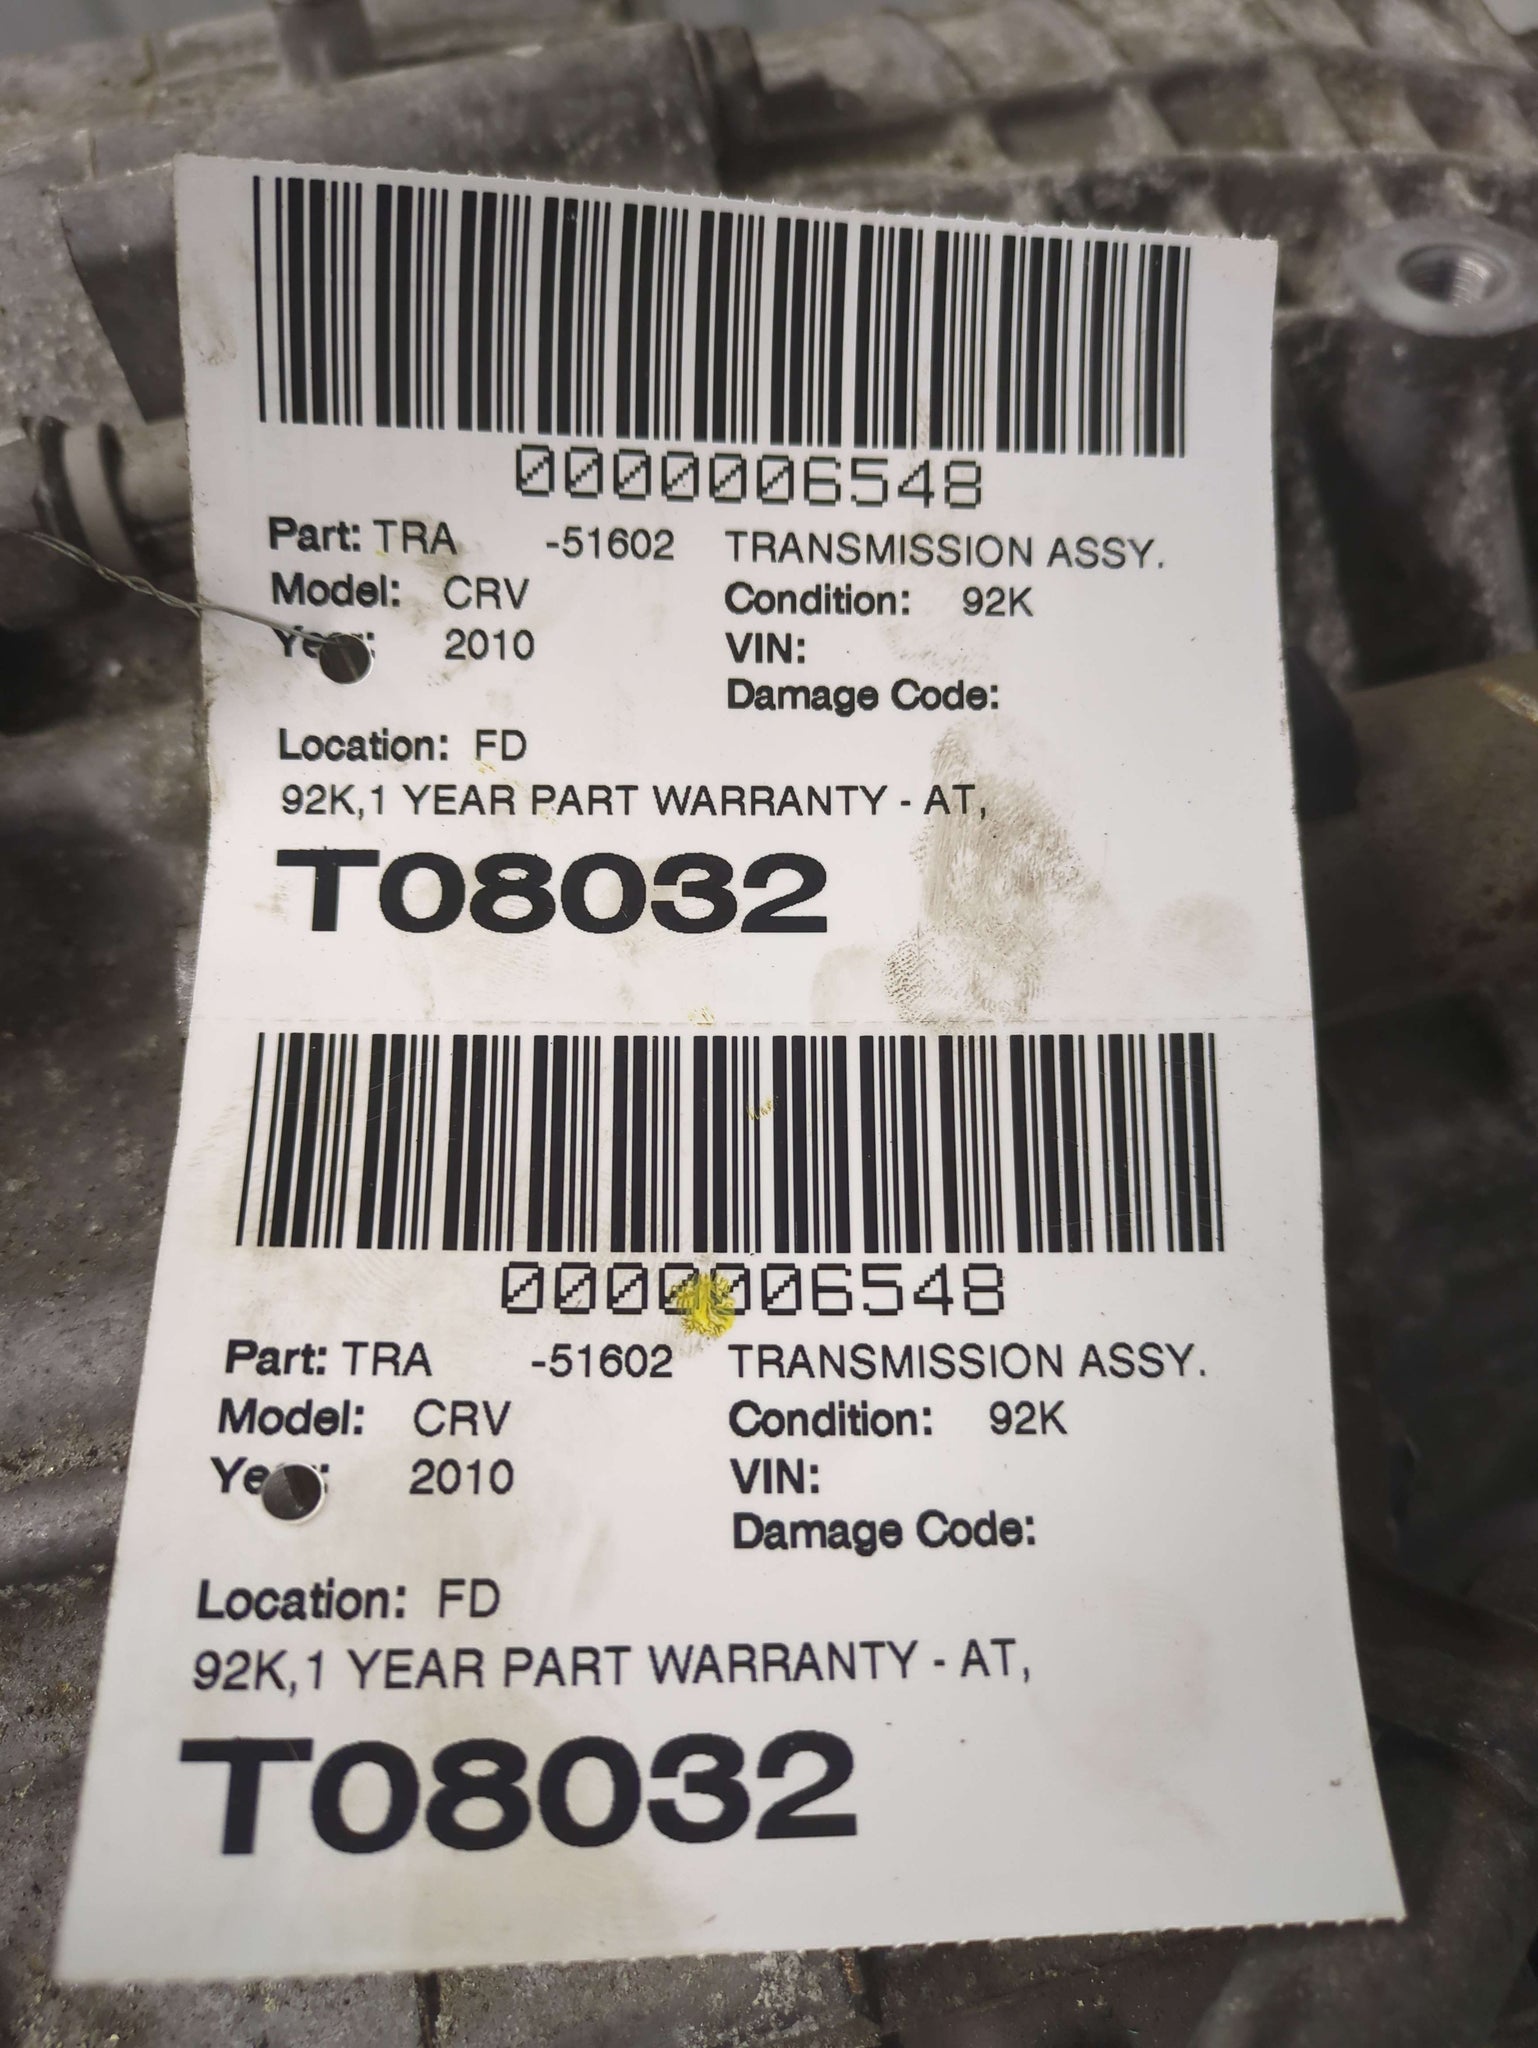 0000006548
Part: TRA -51602 TRANSMISSION ASSY.
Model: CRV Condition: 92K
2010 VIN:
Damage Code:
Location: FD
92K,1 YEAR PART WARRANTY - AT,
T08032
0000006548
Part: TRA -51602 TRANSMISSION ASSY.
Model: CRV Condition: 92K
2010 VIN:
Damage Code:
Location: FD
92K,1 YEAR PART WARRANTY - AT,
T08032